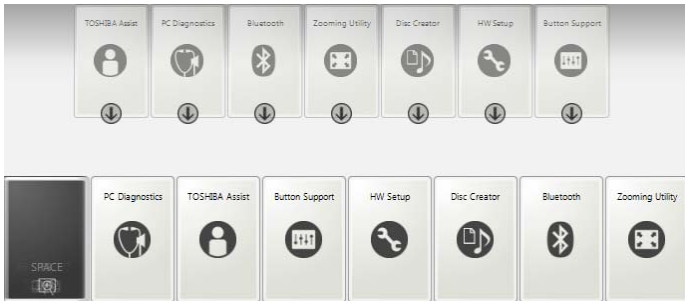 TOSHIBA Assist PC Diagnostics Bluetooth Zooming Utility Disc Creator HW Setup Button Support
PC Diagnostics TOSHIBA Assist Button Support HW Setup Disc Creator Bluetooth Zooming Utility
SPACE